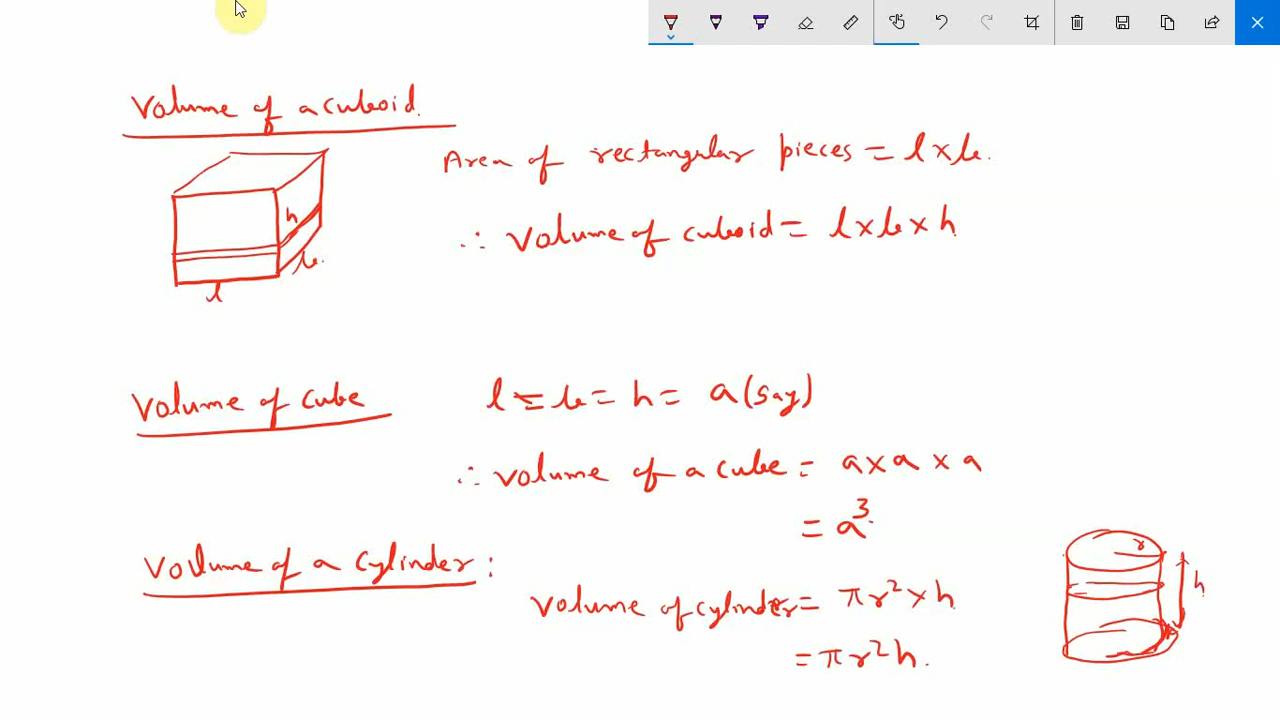 Volume of a cuboid.
Area of rectangular pieces = l×b.
∴ Volume of cuboid = l×b×h
h
b.
l
Volume of Cube
l = b = h = a (say)
∴ Volume of a cube = a×a×a
= a³.
Volume of a cylinder:
Volume of cylinder = πr²×h
= πr²h.
r
h